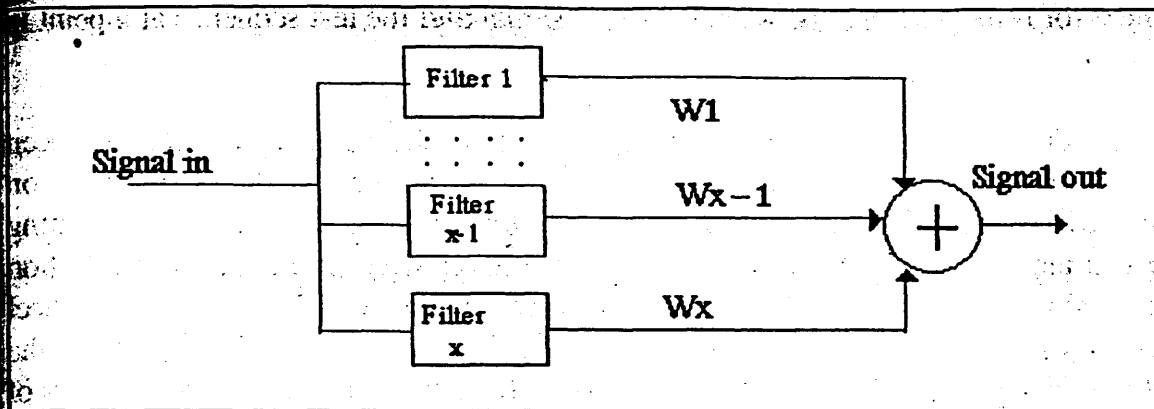 Filter 1
W1
Signal in
Signal out
Filter
x-1
Wx-1
Filter
x
Wx